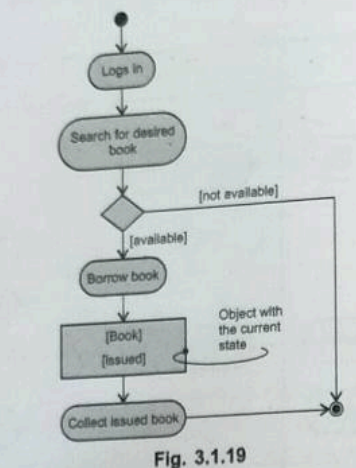 Logs in
Search for desired
book
[not available]
[available]
Borrow book
Object with
the current
state
[Book]
[Issued]
Collect issued book
Fig. 3.1.19